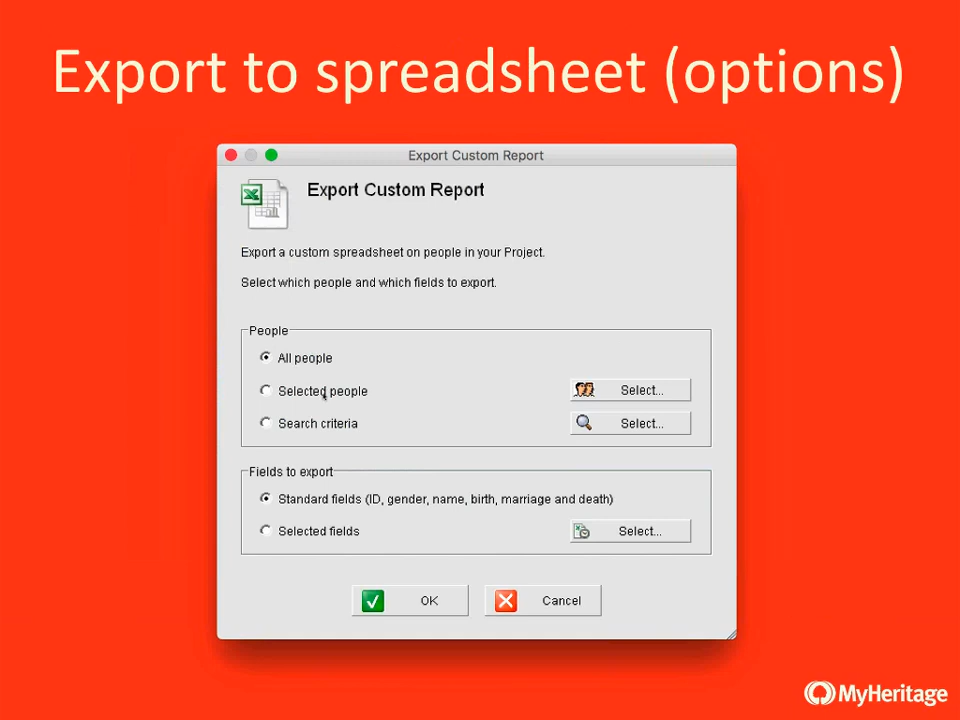 Export to spreadsheet (options)
Export Custom Report
Export Custom Report
Export a custom spreadsheet on people in your Project.
Select which people and which fields to export.
People
All people
Selected people
Select...
Search criteria
Select...
Fields to export
Standard fields (ID, gender, name, birth, marriage and death)
Selected fields
Select...
OK
Cancel
MyHeritage